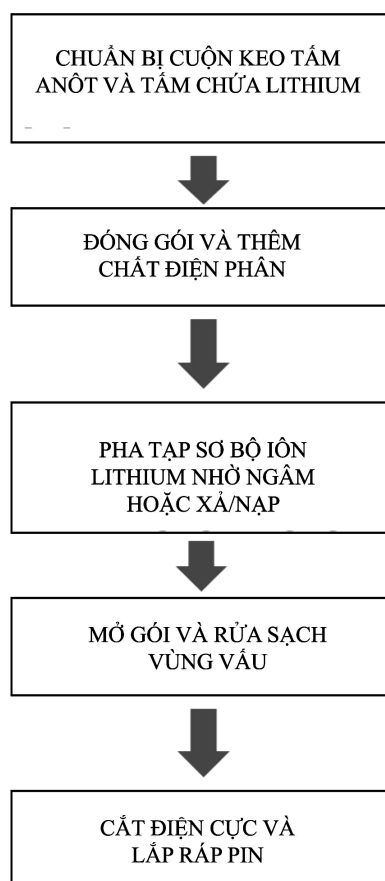 CHUẨN BỊ CUỘN KEO TẤM
ANÔT VÀ TẤM CHỨA LITHIUM
ĐÓNG GÓI VÀ THÊM
CHẤT ĐIỆN PHÂN
PHA TẠP SƠ BỘ IÔN
LITHIUM NHỜ NGÂM
HOẶC XẢ/NẠP
MỞ GÓI VÀ RỬA SẠCH
VÙNG VẤU
CẮT ĐIỆN CỰC VÀ
LẮP RÁP PIN